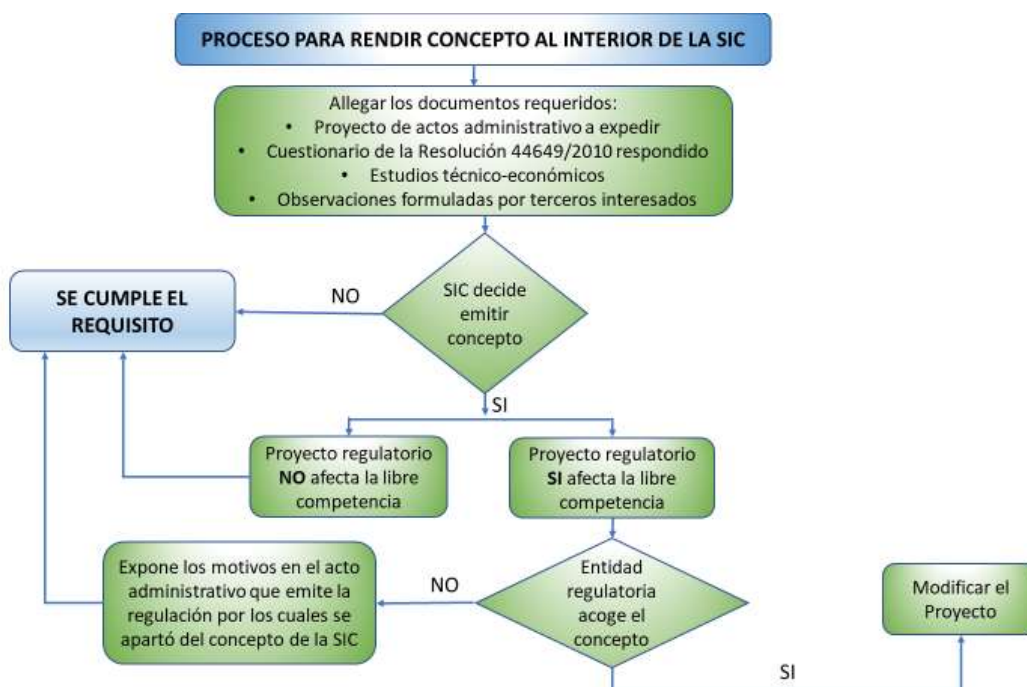 PROCESO PARA RENDIR CONCEPTO AL INTERIOR DE LA SIC
Allegar los documentos requeridos:
• Proyecto de actos administrativo a expedir
• Cuestionario de la Resolución 44649/2010 respondido
• Estudios técnico-económicos
• Observaciones formuladas por terceros interesados
SIC decide
emitir
concepto
NO
SE CUMPLE EL
REQUISITO
SI
Proyecto regulatorio
NO afecta la libre
competencia
Proyecto regulatorio
SI afecta la libre
competencia
Entidad
regulatoria
acoge el
concepto
NO
Expone los motivos en el acto
administrativo que emite la
regulación por los cuales se
apartó del concepto de la SIC
SI
Modificar el
Proyecto